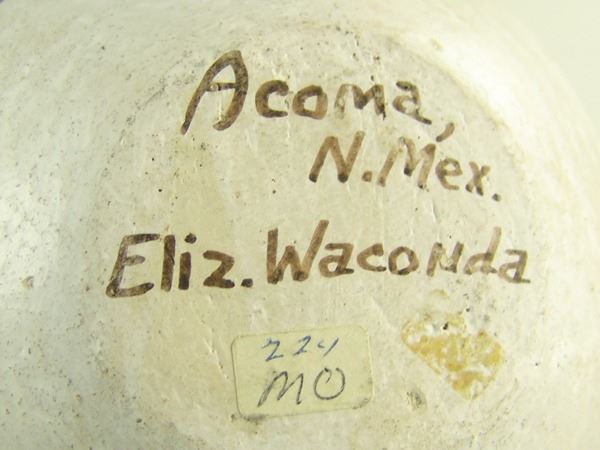 Acoma,
N. Mex.
Eliz. Waconda
224
MO